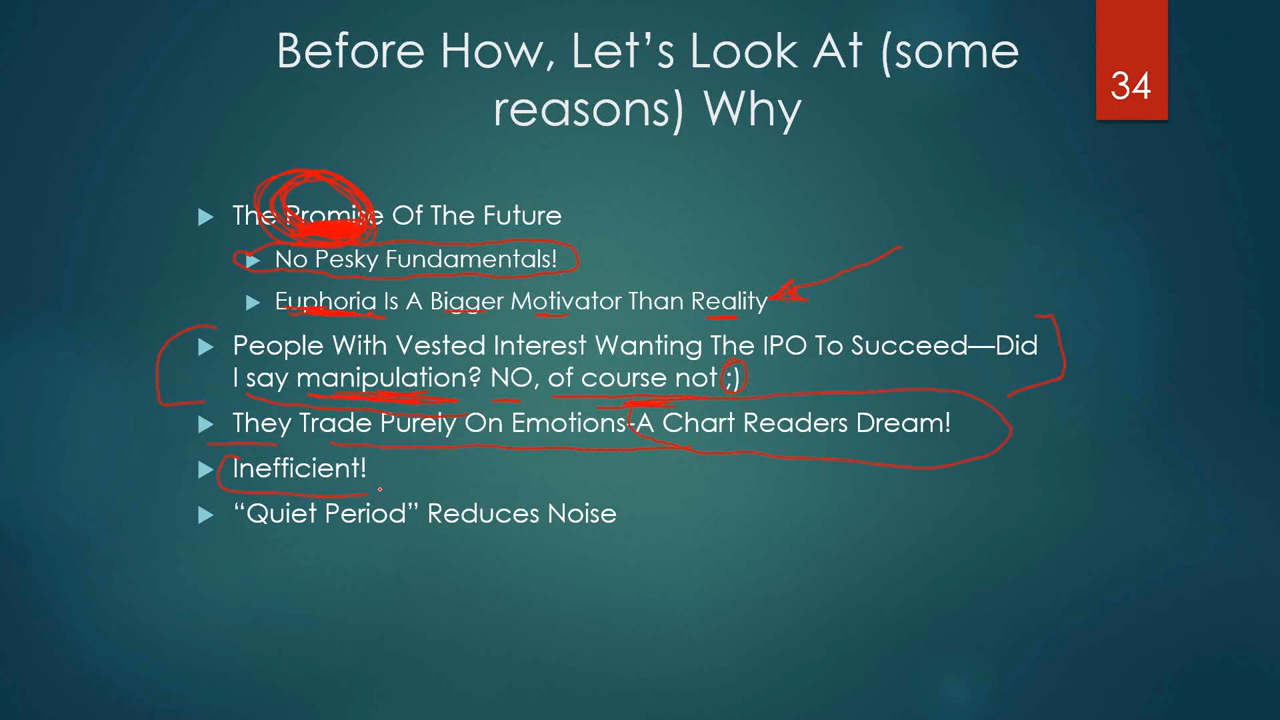 Before How, Let's Look At (some
reasons) Why
34
The Promise Of The Future
No Pesky Fundamentals!
Euphoria Is A Bigger Motivator Than Reality
People With Vested Interest Wanting The IPO To Succeed—Did
I say manipulation? NO, of course not ;)
They Trade Purely On Emotions-A Chart Readers Dream!
Inefficient!
“Quiet Period” Reduces Noise